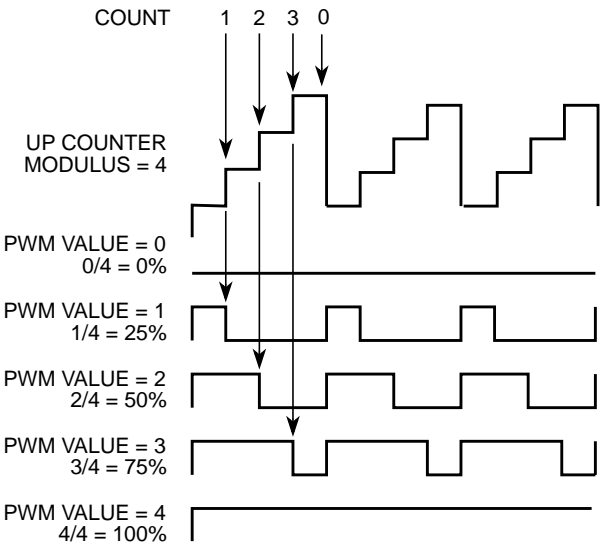 COUNT 1 2 3 0
UP COUNTER
MODULUS = 4
PWM VALUE = 0
0/4 = 0%
PWM VALUE = 1
1/4 = 25%
PWM VALUE = 2
2/4 = 50%
PWM VALUE = 3
3/4 = 75%
PWM VALUE = 4
4/4 = 100%